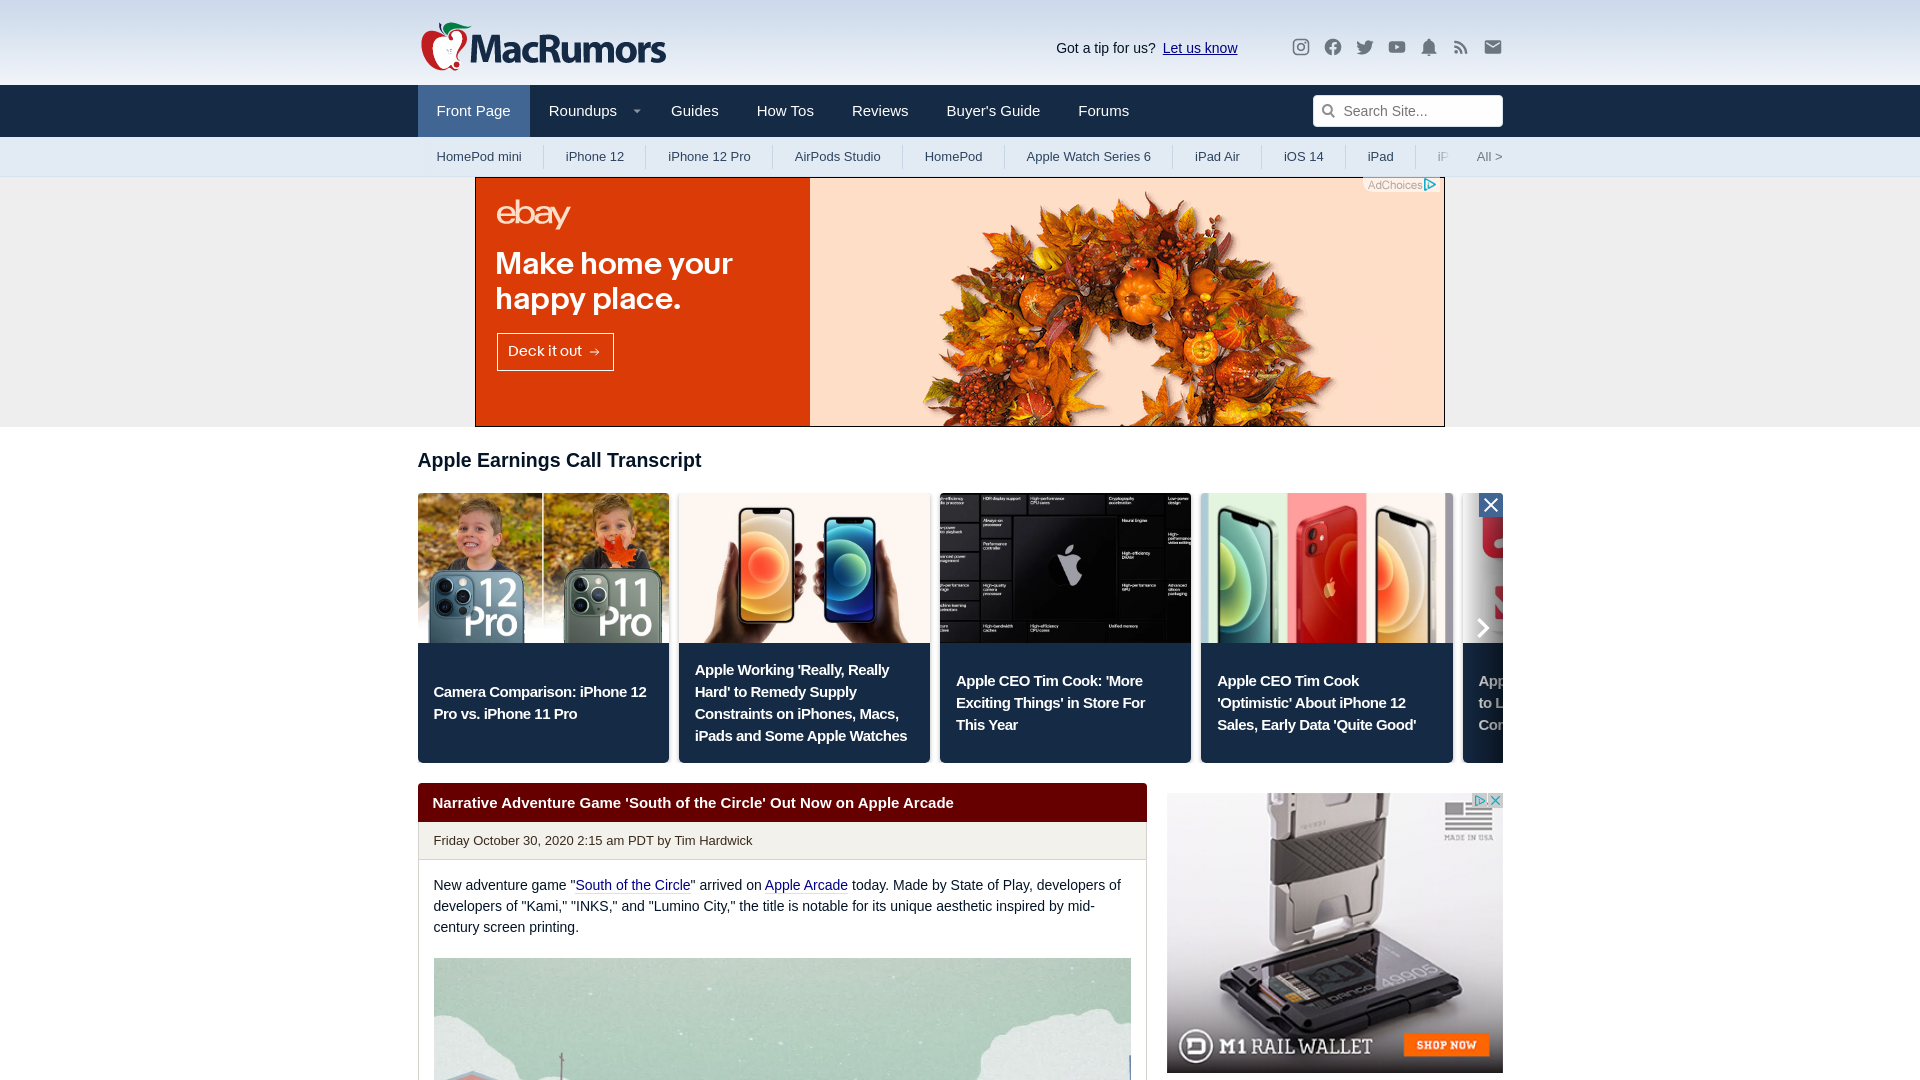 MacRumors
Got a tip for us? Let us know
Front Page
Roundups
Guides
How Tos
Reviews
Buyer's Guide
Forums
Search Site...
HomePod mini
iPhone 12
iPhone 12 Pro
AirPods Studio
HomePod
Apple Watch Series 6
iPad Air
iOS 14
iPad
iP
All >
AdChoices
ebay
Make home your
happy place.
Deck it out →
Apple Earnings Call Transcript
12
Pro
11
Pro
Camera Comparison: iPhone 12
Pro vs. iPhone 11 Pro
Apple Working 'Really, Really
Hard' to Remedy Supply
Constraints on iPhones, Macs,
iPads and Some Apple Watches
Apple CEO Tim Cook: 'More
Exciting Things' in Store For
This Year
Apple CEO Tim Cook
'Optimistic' About iPhone 12
Sales, Early Data 'Quite Good'
App
to L
Cor
Narrative Adventure Game 'South of the Circle' Out Now on Apple Arcade
Friday October 30, 2020 2:15 am PDT by Tim Hardwick
New adventure game "South of the Circle" arrived on Apple Arcade today. Made by State of Play, developers of
developers of "Kami," "INKS," and "Lumino City," the title is notable for its unique aesthetic inspired by mid-
century screen printing.
MADE IN USA
M1 RAIL WALLET
SHOP NOW